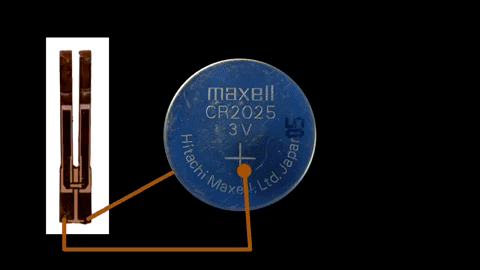 maxell
CR2025
3V
05
+
Hitachi Maxell, Ltd. Japan